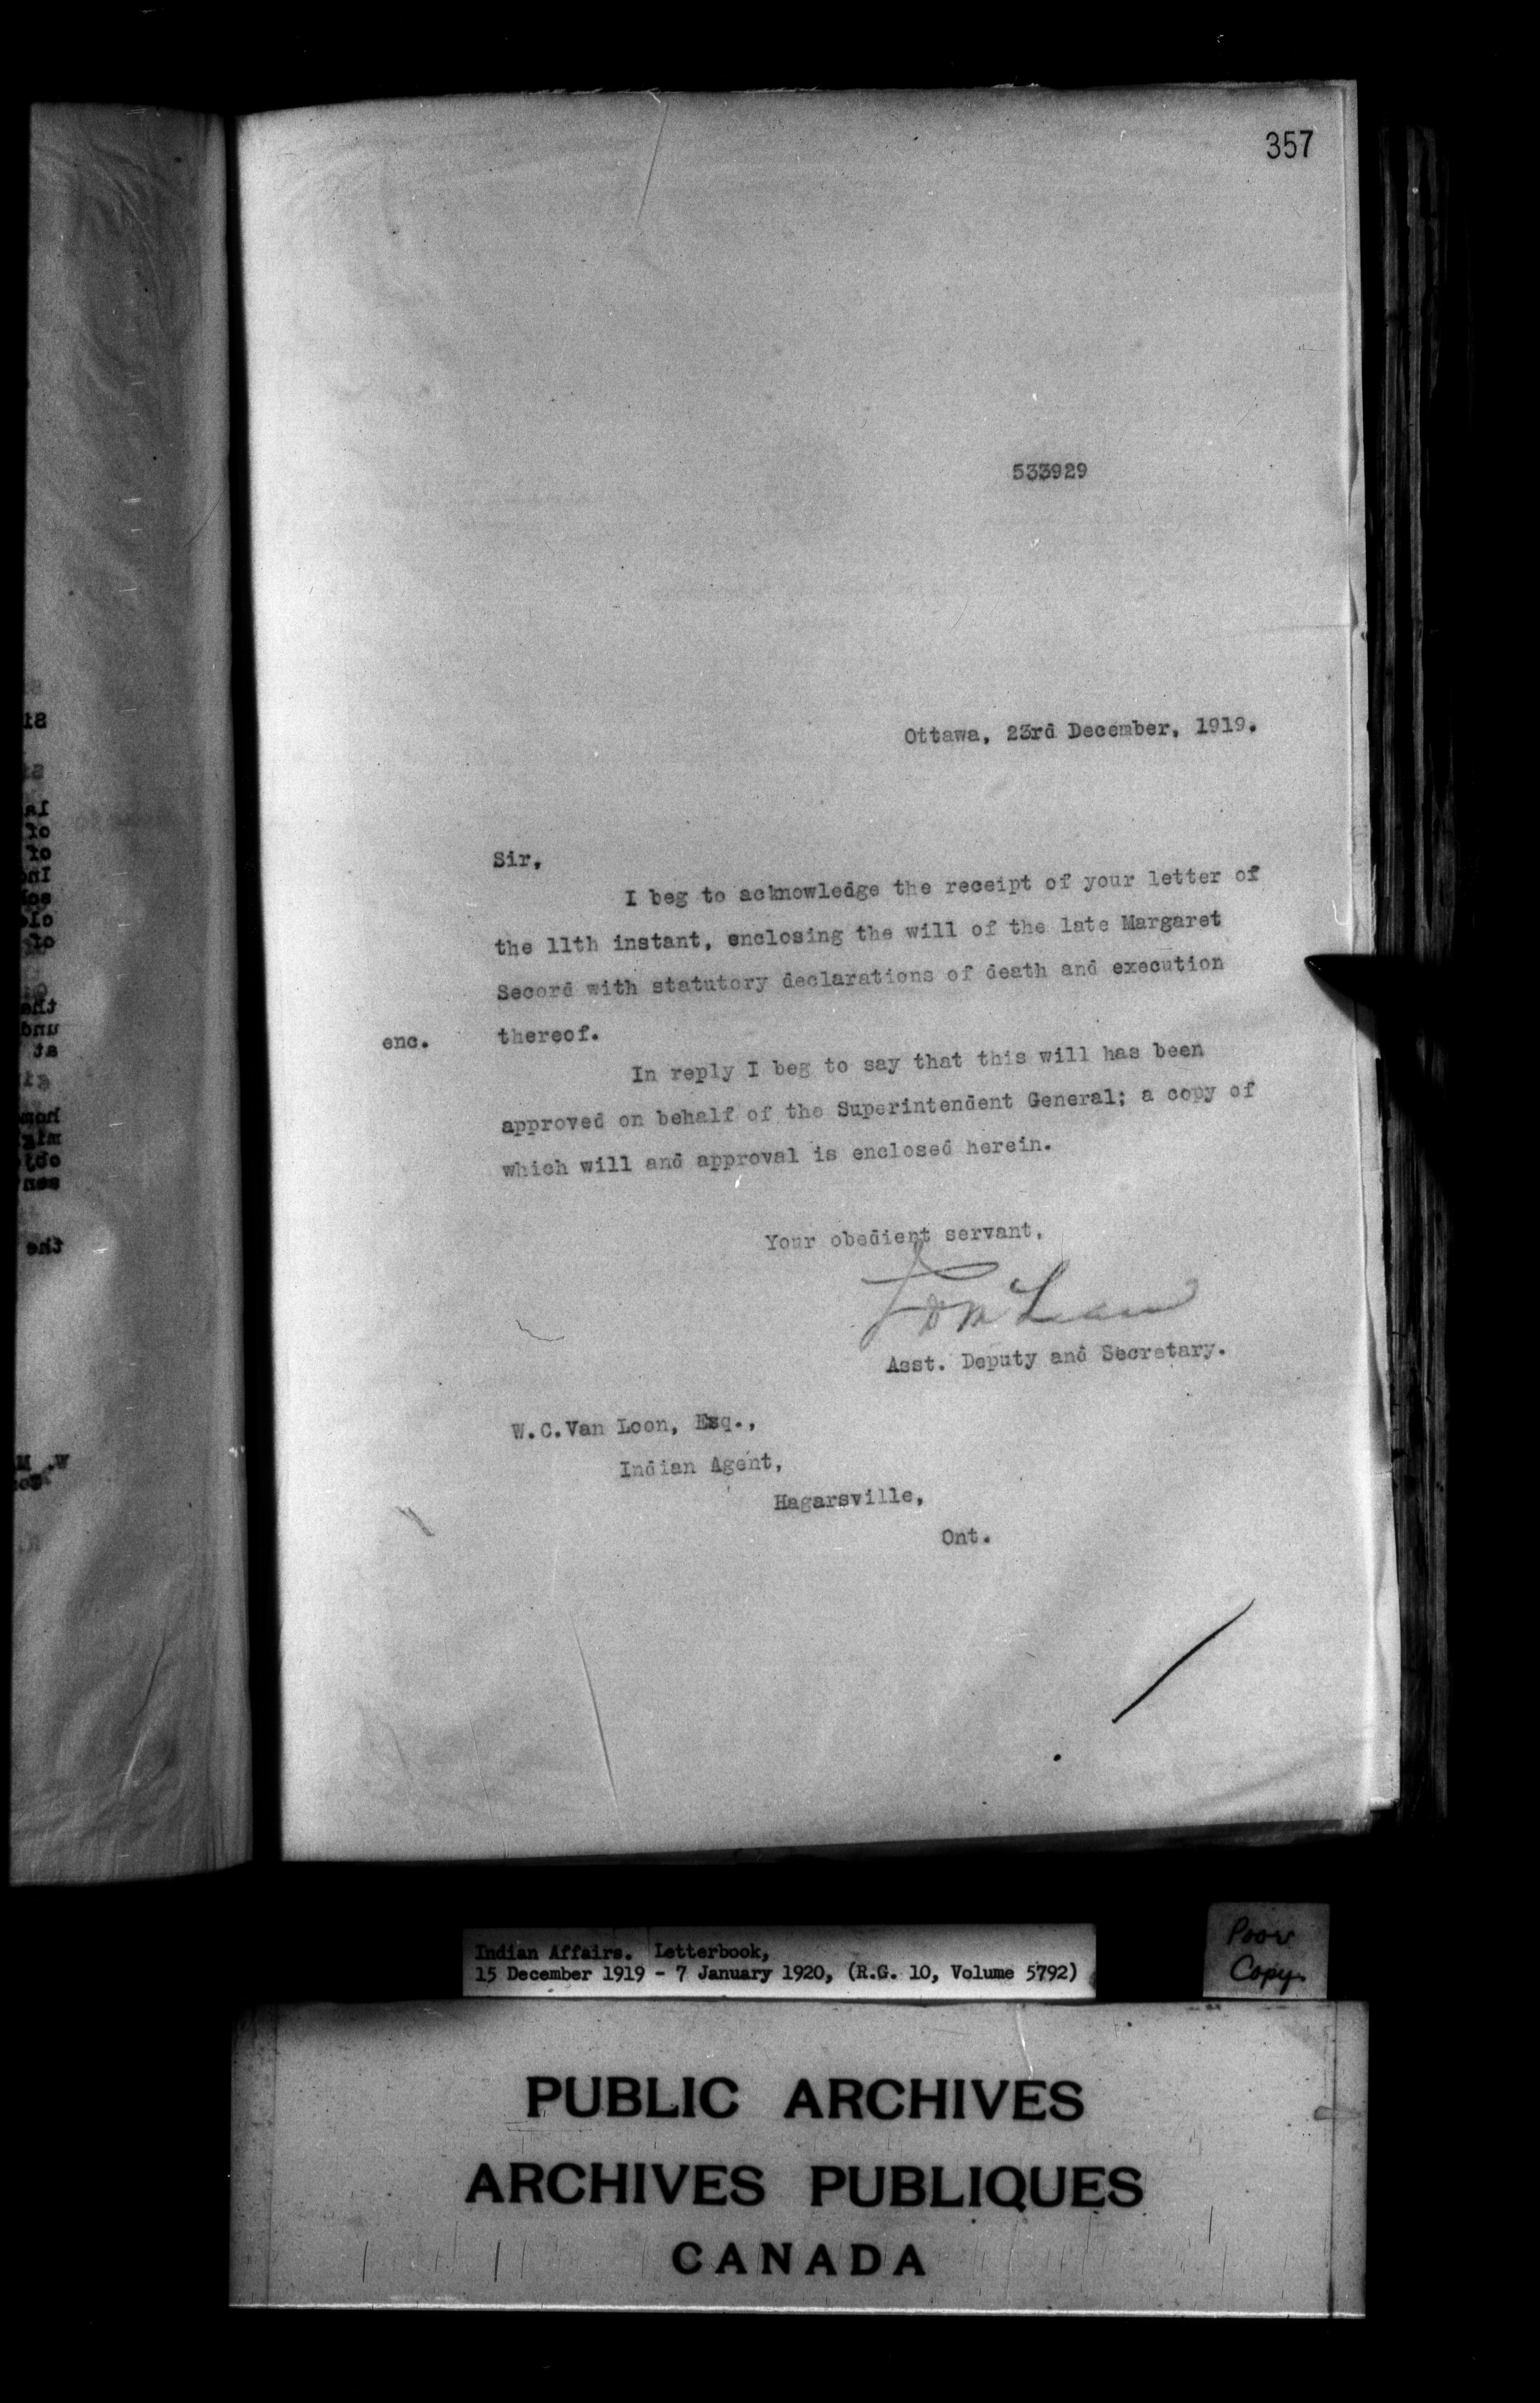 357
533929
Ottawa, 23rd December, 1919.
Sir,
I beg to acknowledge the receipt of your letter of
the 11th instant, enclosing the will of the late Margaret
Secord with statutory declarations of death and execution
enc. thereof.
In reply I beg to say that this will has been
approved on behalf of the Superintendent General; a copy of
which will and approval is enclosed herein.
Your obedient servant,
Asst. Deputy and Secretary.
W.C.Van Loon, Esq.,
Indian Agent,
Hagarsville,
Ont.
Indian Affairs. Letterbook,
15 December 1919 - 7 January 1920, (R.G. 10, Volume 5792)
Poor
Copy
PUBLIC ARCHIVES
ARCHIVES PUBLIQUES
CANADA